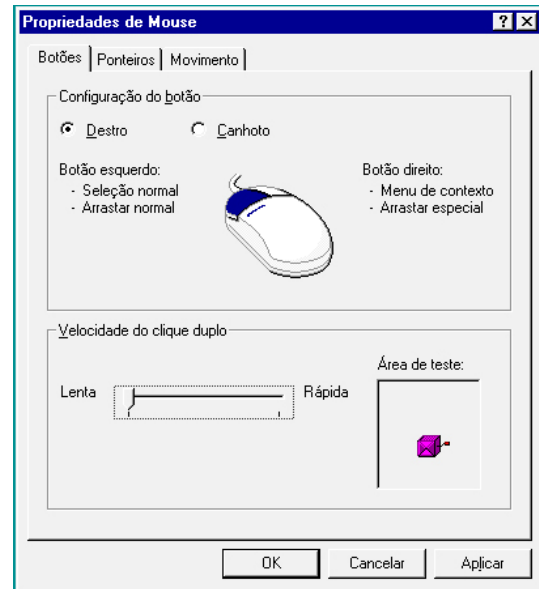 Propriedades de Mouse
Botões Ponteiros Movimento
Configuração do botão
Destro Canhoto
Botão esquerdo: Botão direito:
- Seleção normal - Menu de contexto
- Arrastar normal - Arrastar especial
Velocidade do clique duplo
Área de teste:
Lenta Rápida
OK Cancelar Aplicar